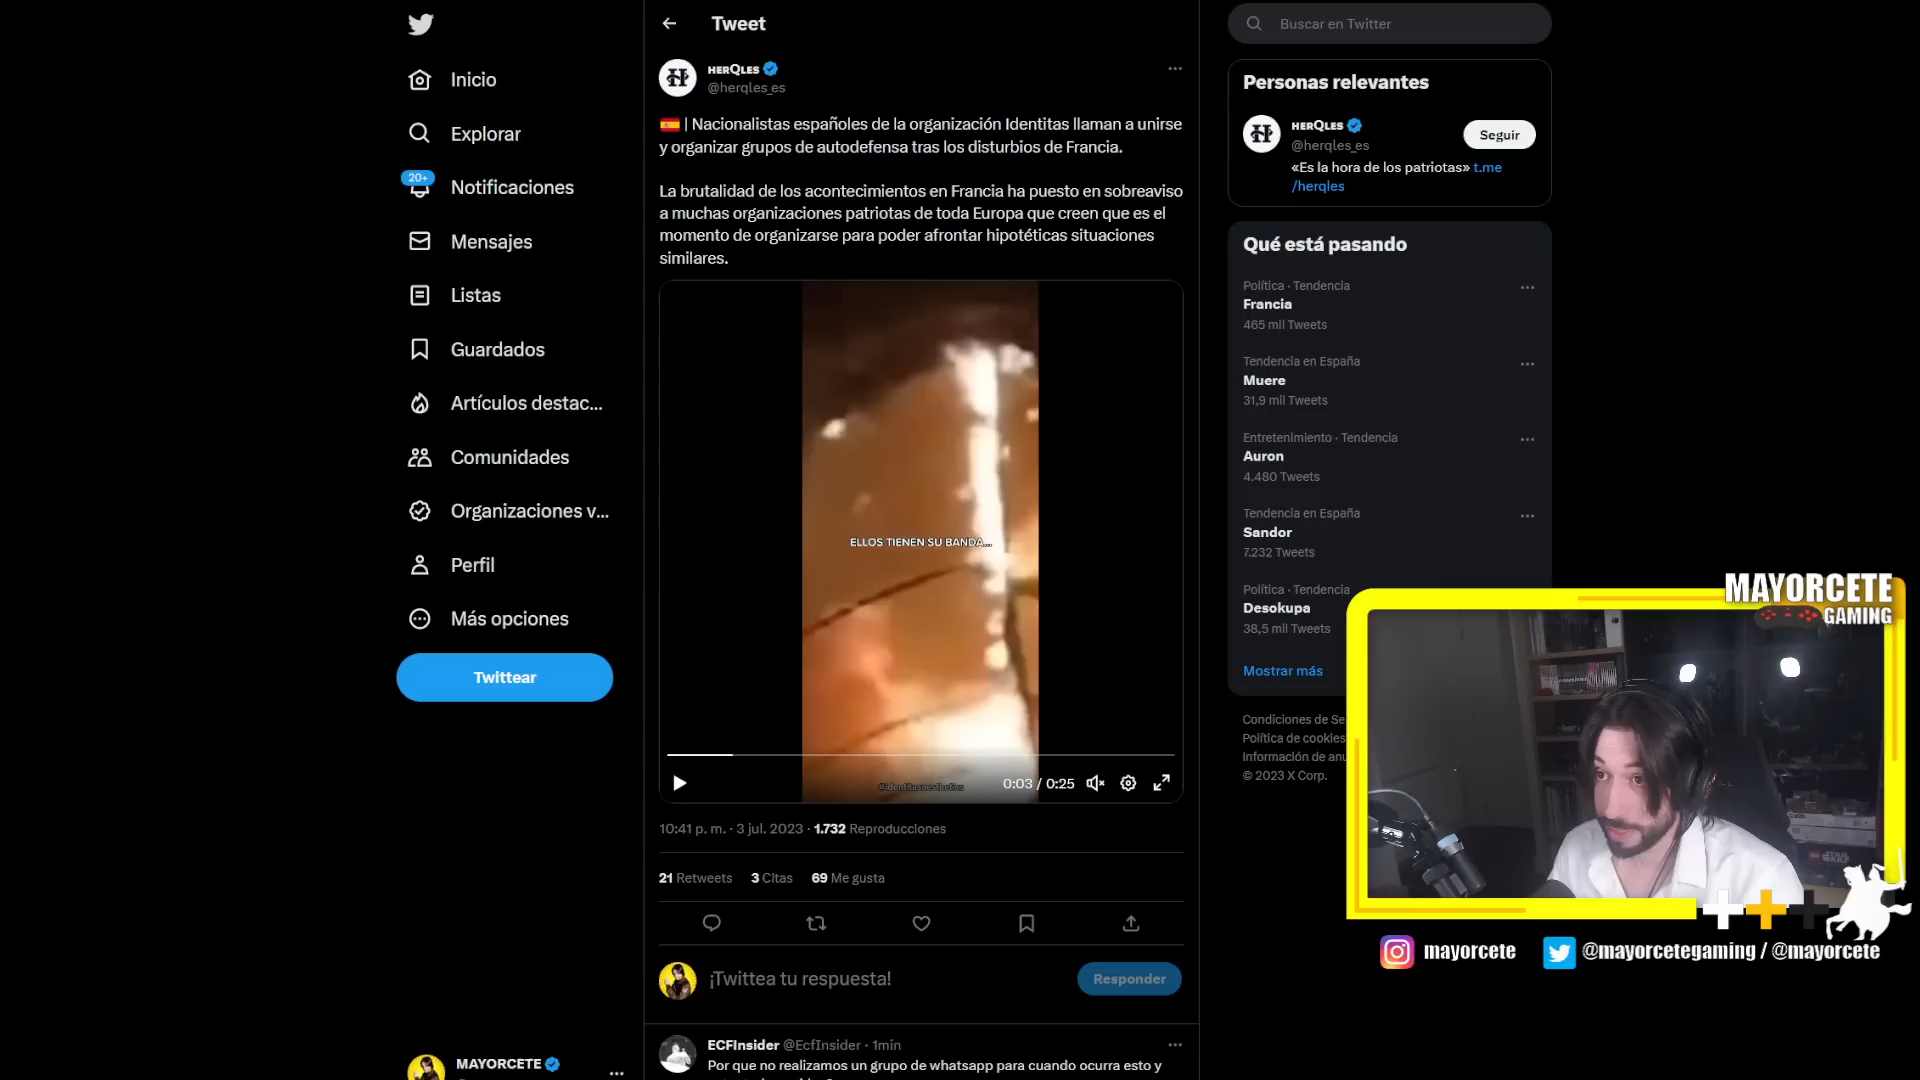 Inicio
Explorar
20+
Notificaciones
Mensajes
Listas
Guardados
Artículos destac...
Comunidades
Organizaciones v...
Perfil
Más opciones
Twittear
MAYORCETE
Tweet
HERQLES
@herqles_es
| Nacionalistas españoles de la organización Identitas llaman a unirse
y organizar grupos de autodefensa tras los disturbios de Francia.
La brutalidad de los acontecimientos en Francia ha puesto en sobreaviso
a muchas organizaciones patriotas de toda Europa que creen que es el
momento de organizarse para poder afrontar hipotéticas situaciones
similares.
ELLOS TIENEN SU BANDA...
#identitasaesthetics
0:03 / 0:25
10:41 p. m. · 3 jul. 2023 · 1.732 Reproducciones
21 Retweets 3 Citas 69 Me gusta
¡Twittea tu respuesta!
Responder
ECFInsider @EcfInsider · 1min
Por que no realizamos un grupo de whatsapp para cuando ocurra esto y
Buscar en Twitter
Personas relevantes
HERQLES
@herqles_es
Seguir
«Es la hora de los patriotas» t.me
/herqles
Qué está pasando
Política · Tendencia
Francia
465 mil Tweets
Tendencia en España
Muere
31,9 mil Tweets
Entretenimiento · Tendencia
Auron
4.480 Tweets
Tendencia en España
Sandor
7.232 Tweets
Política · Tendencia
Desokupa
38,5 mil Tweets
Mostrar más
Condiciones de Se
Política de cookies
Información de anu
© 2023 X Corp.
MAYORCETE
GAMING
STAR
WARS
mayorcete
@mayorcetegaming / @mayorcete